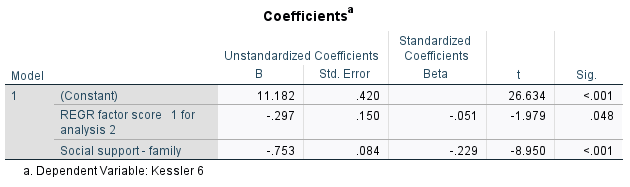 Coefficientsa
Unstandardized Coefficients Standardized Coefficients
Model B Std. Error Beta t Sig.
1 (Constant) 11.182 .420 26.634 <.001
REGR factor score 1 for analysis 2 -.297 .150 -.051 -1.979 .048
Social support - family -.753 .084 -.229 -8.950 <.001
a. Dependent Variable: Kessler 6